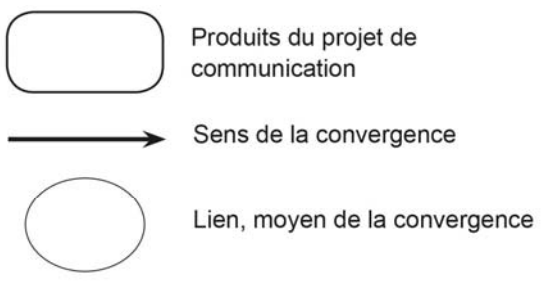 Produits du projet de
communication
Sens de la convergence
Lien, moyen de la convergence